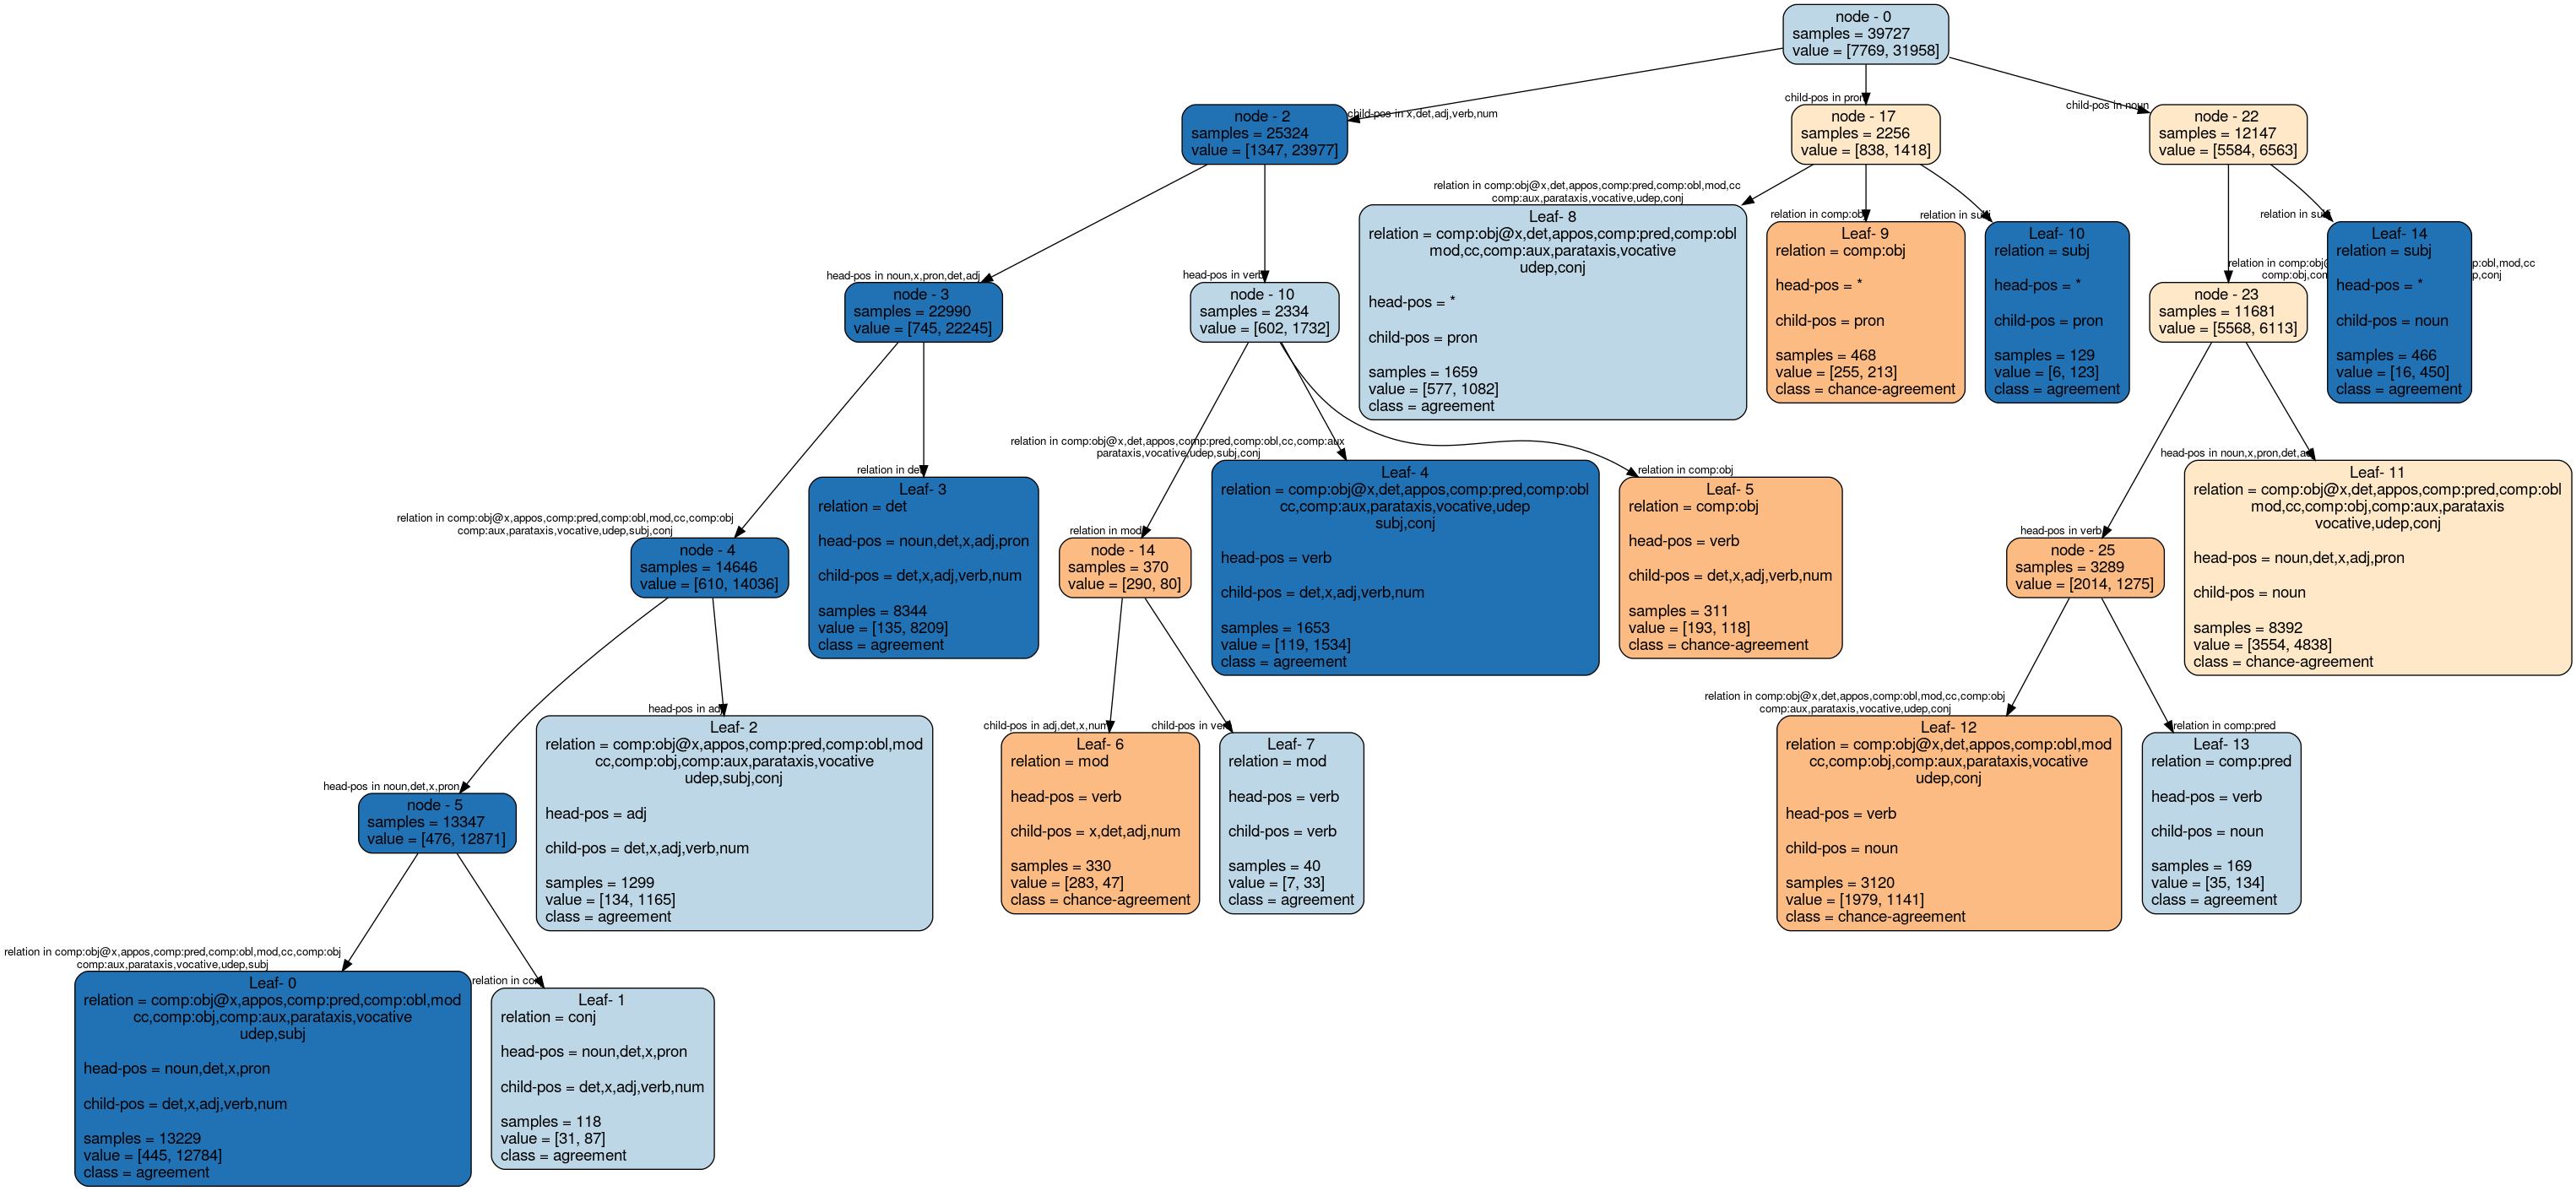 node - 0
samples = 39727
value = [7769, 31958]
child-pos in x,det,adj,verb,num
child-pos in pron
child-pos in noun
node - 2
samples = 25324
value = [1347, 23977]
node - 17
samples = 2256
value = [838, 1418]
node - 22
samples = 12147
value = [5584, 6563]
head-pos in noun,x,pron,det,adj
head-pos in verb
relation in comp:obj@x,det,appos,comp:pred,comp:obl,mod,cc
comp:aux,parataxis,vocative,udep,conj
relation in comp:obj
relation in subj
relation in comp:obj
comp:obj,con
p:obl,mod,cc
p,conj
relation in subj
node - 3
samples = 22990
value = [745, 22245]
node - 10
samples = 2334
value = [602, 1732]
Leaf- 8
relation = comp:obj@x,det,appos,comp:pred,comp:obl
mod,cc,comp:aux,parataxis,vocative
udep,conj
head-pos = *
child-pos = pron
samples = 1659
value = [577, 1082]
class = agreement
Leaf- 9
relation = comp:obj
head-pos = *
child-pos = pron
samples = 468
value = [255, 213]
class = chance-agreement
Leaf- 10
relation = subj
head-pos = *
child-pos = pron
samples = 129
value = [6, 123]
class = agreement
node - 23
samples = 11681
value = [5568, 6113]
Leaf- 14
relation = subj
head-pos = *
child-pos = noun
samples = 466
value = [16, 450]
class = agreement
relation in comp:obj@x,appos,comp:pred,comp:obl,mod,cc,comp:obj
comp:aux,parataxis,vocative,udep,subj,conj
relation in det
relation in mod
relation in comp:obj@x,det,appos,comp:pred,comp:obl,cc,comp:aux
parataxis,vocative,udep,subj,conj
relation in comp:obj
head-pos in verb
head-pos in noun,x,pron,det,adj
node - 4
samples = 14646
value = [610, 14036]
Leaf- 3
relation = det
head-pos = noun,det,x,adj,pron
child-pos = det,x,adj,verb,num
samples = 8344
value = [135, 8209]
class = agreement
node - 14
samples = 370
value = [290, 80]
Leaf- 4
relation = comp:obj@x,det,appos,comp:pred,comp:obl
cc,comp:aux,parataxis,vocative,udep
subj,conj
head-pos = verb
child-pos = det,x,adj,verb,num
samples = 1653
value = [119, 1534]
class = agreement
Leaf- 5
relation = comp:obj
head-pos = verb
child-pos = det,x,adj,verb,num
samples = 311
value = [193, 118]
class = chance-agreement
node - 25
samples = 3289
value = [2014, 1275]
Leaf- 11
relation = comp:obj@x,det,appos,comp:pred,comp:obl
mod,cc,comp:obj,comp:aux,parataxis
vocative,udep,conj
head-pos = noun,det,x,adj,pron
child-pos = noun
samples = 8392
value = [3554, 4838]
class = chance-agreement
head-pos in noun,det,x,pron
head-pos in adj
child-pos in adj,det,x,num
child-pos in verb
relation in comp:obj@x,det,appos,comp:obl,mod,cc,comp:obj
comp:aux,parataxis,vocative,udep,conj
relation in comp:pred
node - 5
samples = 13347
value = [476, 12871]
Leaf- 2
relation = comp:obj@x,appos,comp:pred,comp:obl,mod
cc,comp:obj,comp:aux,parataxis,vocative
udep,subj,conj
head-pos = adj
child-pos = det,x,adj,verb,num
samples = 1299
value = [134, 1165]
class = agreement
Leaf- 6
relation = mod
head-pos = verb
child-pos = x,det,adj,num
samples = 330
value = [283, 47]
class = chance-agreement
Leaf- 7
relation = mod
head-pos = verb
child-pos = verb
samples = 40
value = [7, 33]
class = agreement
Leaf- 12
relation = comp:obj@x,det,appos,comp:obl,mod
cc,comp:obj,comp:aux,parataxis,vocative
udep,conj
head-pos = verb
child-pos = noun
samples = 3120
value = [1979, 1141]
class = chance-agreement
Leaf- 13
relation = comp:pred
head-pos = verb
child-pos = noun
samples = 169
value = [35, 134]
class = agreement
relation in comp:obj@x,appos,comp:pred,comp:obl,mod,cc,comp:obj
comp:aux,parataxis,vocative,udep,subj
relation in conj
Leaf- 0
relation = comp:obj@x,appos,comp:pred,comp:obl,mod
cc,comp:obj,comp:aux,parataxis,vocative
udep,subj
head-pos = noun,det,x,pron
child-pos = det,x,adj,verb,num
samples = 13229
value = [445, 12784]
class = agreement
Leaf- 1
relation = conj
head-pos = noun,det,x,pron
child-pos = det,x,adj,verb,num
samples = 118
value = [31, 87]
class = agreement